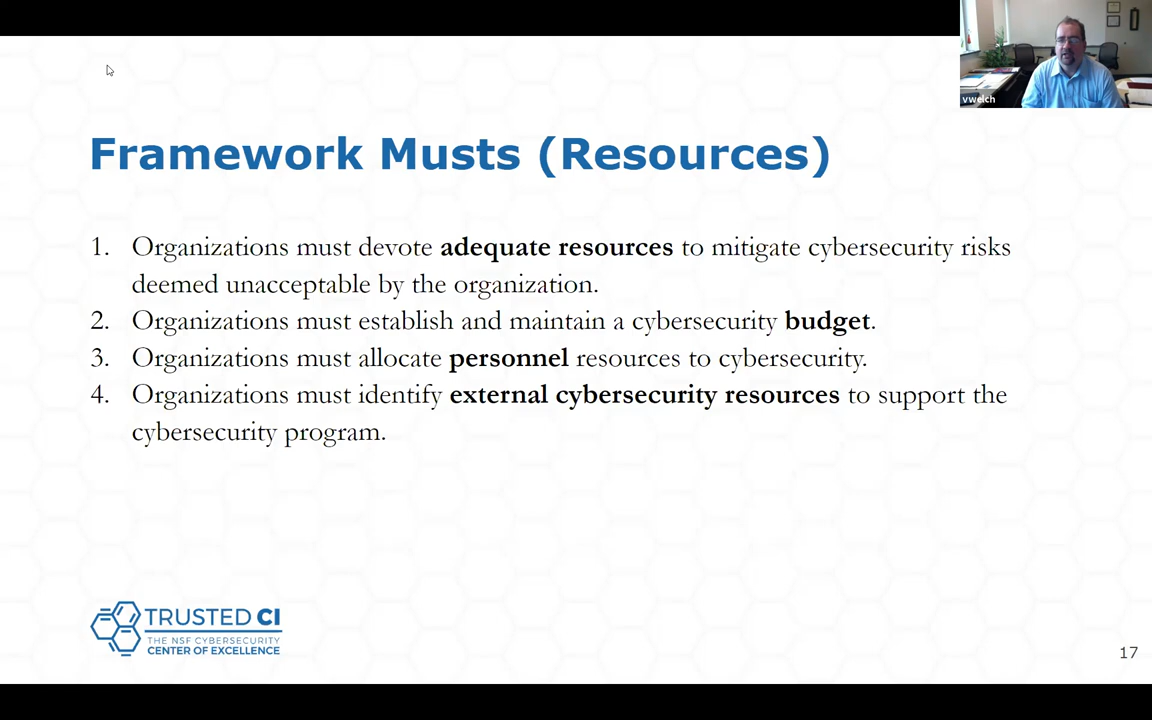 vwelch
Framework Musts (Resources)
1. Organizations must devote adequate resources to mitigate cybersecurity risks
deemed unacceptable by the organization.
2. Organizations must establish and maintain a cybersecurity budget.
3. Organizations must allocate personnel resources to cybersecurity.
4. Organizations must identify external cybersecurity resources to support the
cybersecurity program.
TRUSTED CI
THE NSF CYBERSECURITY
CENTER OF EXCELLENCE
17